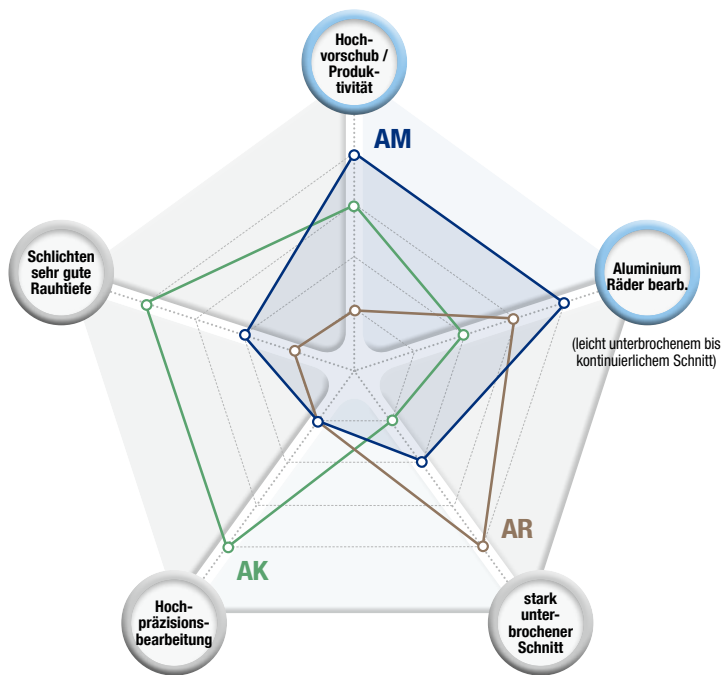 Hoch-
vorschub /
Produk-
tivität
AM
Schlichten
sehr gute
Rauhtiefe
Aluminium
Räder bearb.
(leicht unterbrochenem bis
kontinuierlichem Schnitt)
AR
AK
Hoch-
präzisions-
bearbeitung
stark
unter-
brochener
Schnitt